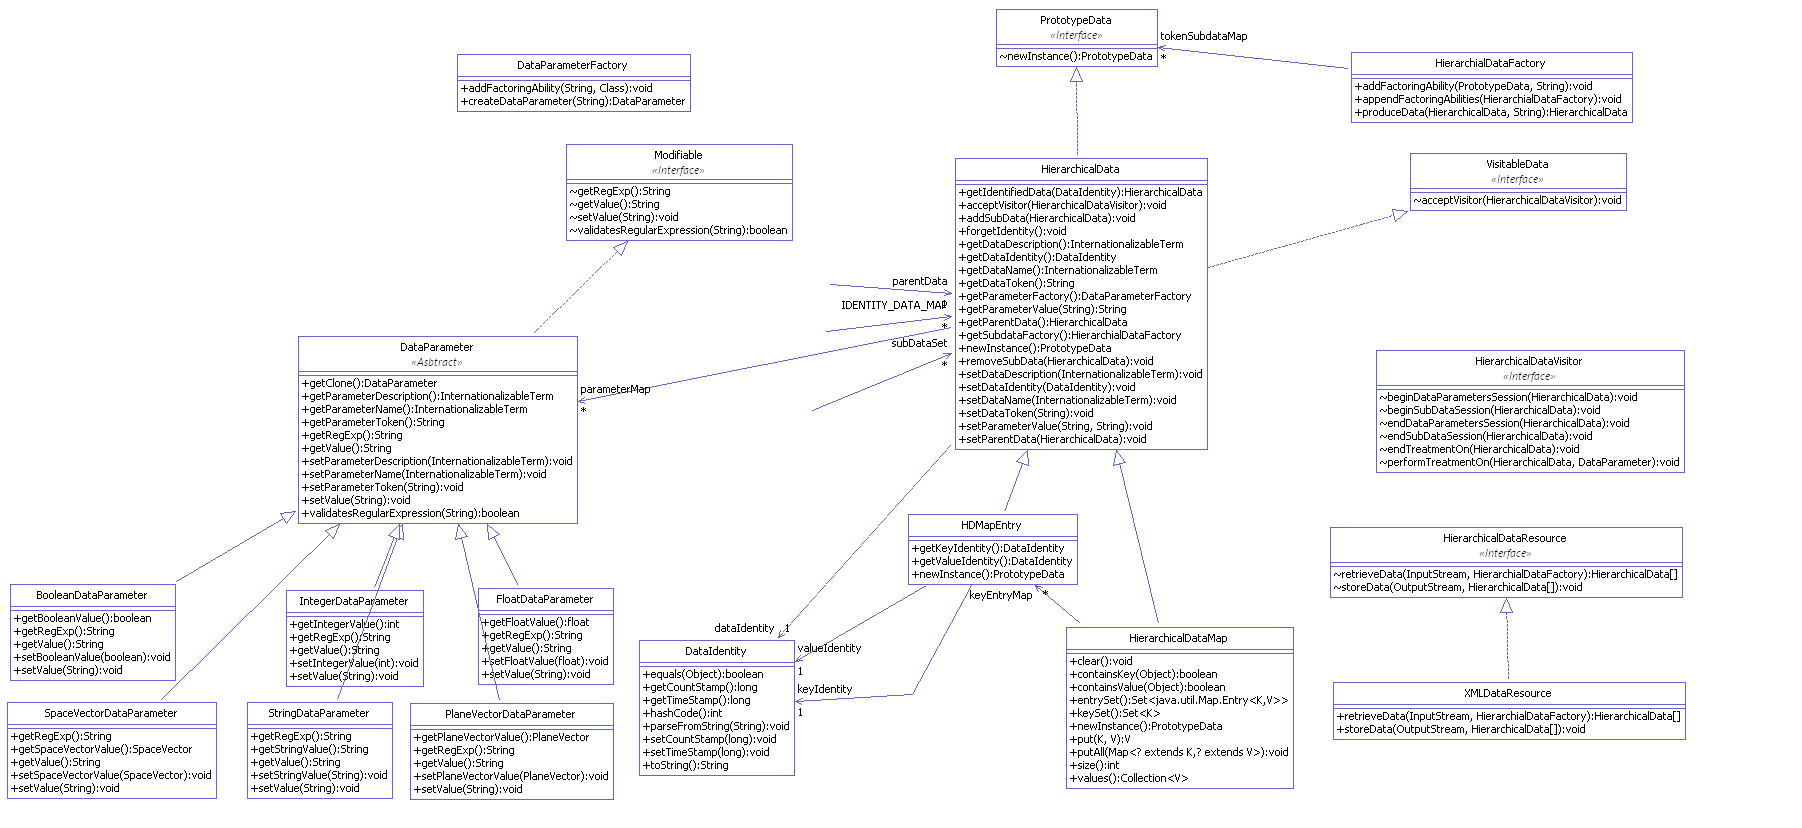 PrototypeData
«Interface»
~newInstance():PrototypeData
tokenSubdataMap
*
HierarchialDataFactory
+addFactoringAbility(PrototypeData, String):void
+appendFactoringAbilities(HierarchialDataFactory):void
+produceData(HierarchicalData, String):HierarchicalData
DataParameterFactory
+addFactoringAbility(String, Class):void
+createDataParameter(String):DataParameter
Modifiable
«Interface»
~getRegExp():String
~getValue():String
~setValue(String):void
~validatesRegularExpression(String):boolean
HierarchicalData
+getIdentifiedData(DataIdentity):HierarchicalData
+acceptVisitor(HierarchicalDataVisitor):void
+addSubData(HierarchicalData):void
+forgetIdentity():void
+getDataDescription():InternationalizableTerm
+getDataIdentity():DataIdentity
+getDataName():InternationalizableTerm
+getDataToken():String
+getParameterFactory():DataParameterFactory
+getParameterValue(String):String
+getParentData():HierarchicalData
+getSubdataFactory():HierarchialDataFactory
+newInstance():PrototypeData
+removeSubData(HierarchicalData):void
+setDataDescription(InternationalizableTerm):void
+setDataIdentity(DataIdentity):void
+setDataName(InternationalizableTerm):void
+setDataToken(String):void
+setParameterValue(String, String):void
+setParentData(HierarchicalData):void
VisitableData
«Interface»
~acceptVisitor(HierarchicalDataVisitor):void
parentData
1
IDENTITY_DATA_MAP
*
subDataSet
*
parameterMap
*
DataParameter
«Asbtract»
+getClone():DataParameter
+getParameterDescription():InternationalizableTerm
+getParameterName():InternationalizableTerm
+getParameterToken():String
+getRegExp():String
+getValue():String
+setParameterDescription(InternationalizableTerm):void
+setParameterName(InternationalizableTerm):void
+setParameterToken(String):void
+setValue(String):void
+validatesRegularExpression(String):boolean
HierarchicalDataVisitor
«Interface»
~beginDataParametersSession(HierarchicalData):void
~beginSubDataSession(HierarchicalData):void
~endDataParametersSession(HierarchicalData):void
~endSubDataSession(HierarchicalData):void
~endTreatmentOn(HierarchicalData):void
~performTreatmentOn(HierarchicalData, DataParameter):void
HDMapEntry
+getKeyIdentity():DataIdentity
+getValueIdentity():DataIdentity
+newInstance():PrototypeData
keyEntryMap
*
HierarchicalDataResource
«Interface»
~retrieveData(InputStream, HierarchialDataFactory):HierarchicalData[]
~storeData(OutputStream, HierarchicalData[]):void
BooleanDataParameter
+getBooleanValue():boolean
+getRegExp():String
+getValue():String
+setBooleanValue(boolean):void
+setValue(String):void
IntegerDataParameter
+getIntegerValue():int
+getRegExp():String
+getValue():String
+setIntegerValue(int):void
+setValue(String):void
FloatDataParameter
+getFloatValue():float
+getRegExp():String
+getValue():String
+setFloatValue(float):void
+setValue(String):void
dataIdentity
1
valueIdentity
1
keyIdentity
1
DataIdentity
+equals(Object):boolean
+getCountStamp():long
+getTimeStamp():long
+hashCode():int
+parseFromString(String):void
+setCountStamp(long):void
+setTimeStamp(long):void
+toString():String
HierarchicalDataMap
+clear():void
+containsKey(Object):boolean
+containsValue(Object):boolean
+entrySet():Set<java.util.Map.Entry<K,V>>
+keySet():Set<K>
+newInstance():PrototypeData
+put(K, V):V
+putAll(Map<? extends K,? extends V>):void
+size():int
+values():Collection<V>
XMLDataResource
+retrieveData(InputStream, HierarchialDataFactory):HierarchicalData[]
+storeData(OutputStream, HierarchicalData[]):void
SpaceVectorDataParameter
+getRegExp():String
+getSpaceVectorValue():SpaceVector
+getValue():String
+setSpaceVectorValue(SpaceVector):void
+setValue(String):void
StringDataParameter
+getRegExp():String
+getStringValue():String
+getValue():String
+setStringValue(String):void
+setValue(String):void
PlaneVectorDataParameter
+getPlaneVectorValue():PlaneVector
+getRegExp():String
+getValue():String
+setPlaneVectorValue(PlaneVector):void
+setValue(String):void